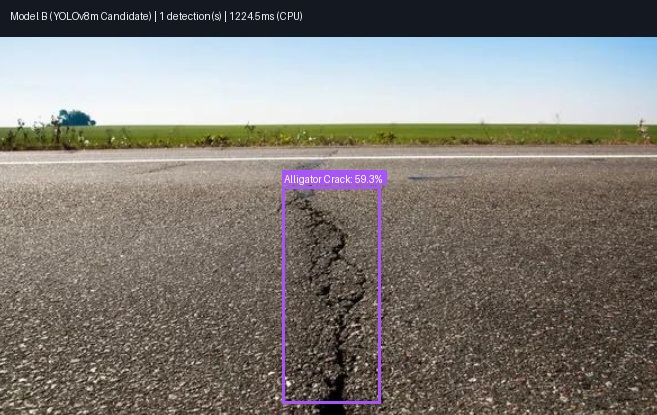 Model B (YOLOv8m Candidate) | 1 detection(s) | 1224.5ms (CPU)
Alligator Crack: 59.3%